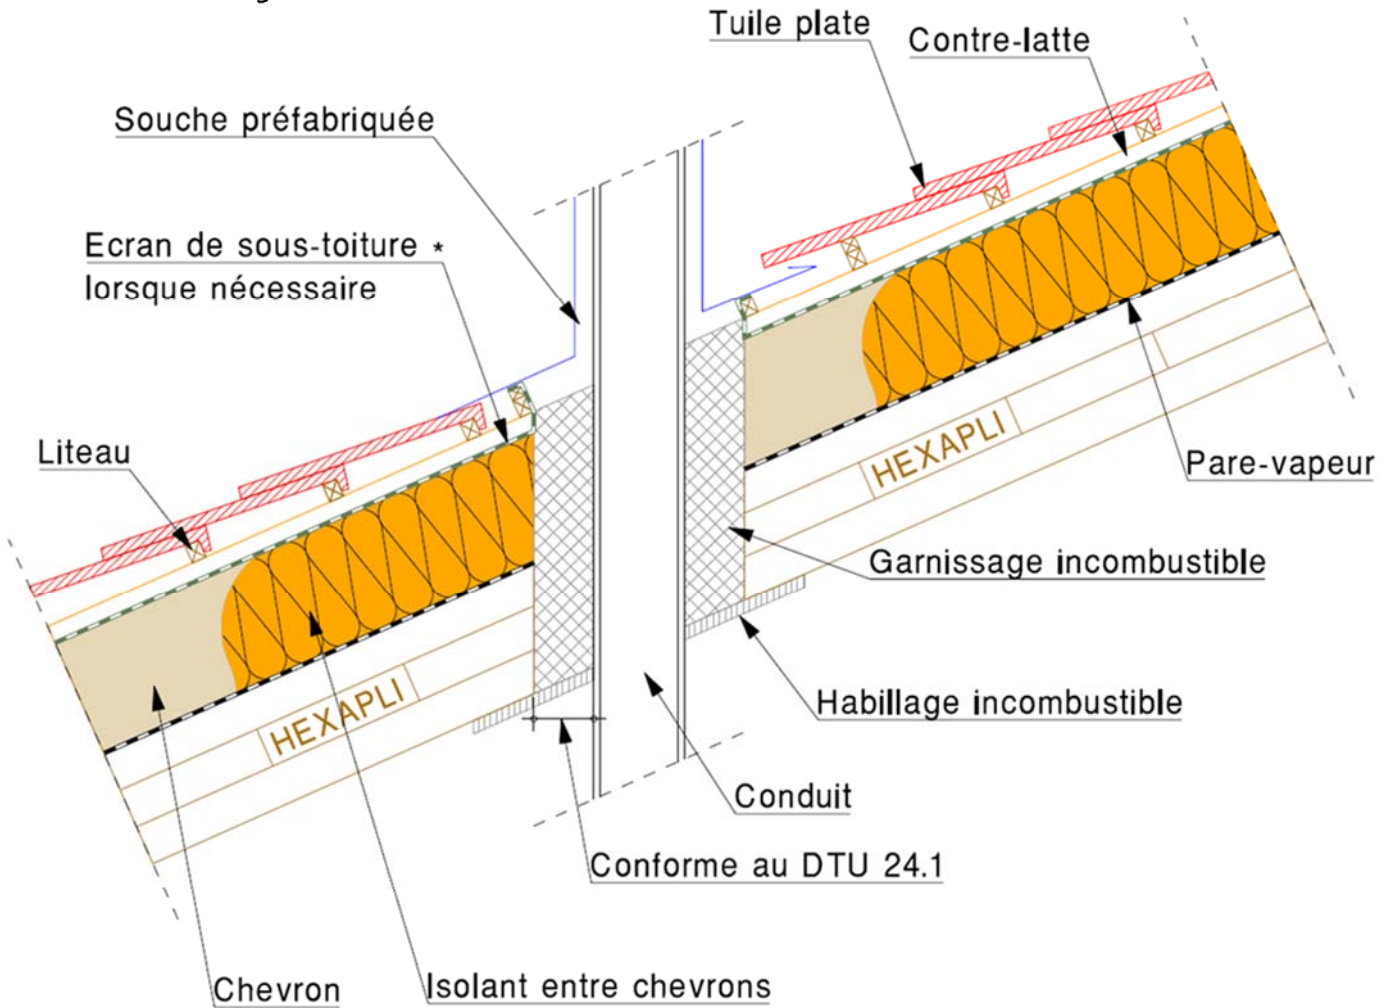 Tuile plate
Contre-latte
Souche préfabriquée
Ecran de sous-toiture *
lorsque nécessaire
Liteau
HEXAPLI
Pare-vapeur
Garnissage incombustible
HEXAPLI
Habillage incombustible
Conduit
Conforme au DTU 24.1
Chevron
Isolant entre chevrons